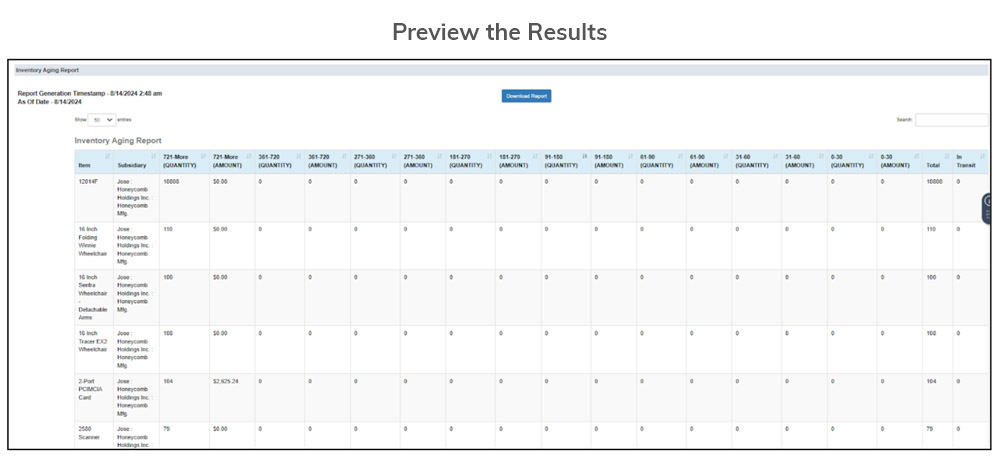 Preview the Results
Inventory Aging Report
Report Generation Timestamp - 8/14/2024 2:48 am
As Of Date - 8/14/2024
Download Report
Show 50 entries
Search:
Inventory Aging Report
Item Subsidiary 721-More (QUANTITY) 721-More (AMOUNT) 361-720 (QUANTITY) 361-720 (AMOUNT) 271-360 (QUANTITY) 271-360 (AMOUNT) 181-270 (QUANTITY) 181-270 (AMOUNT) 91-180 (QUANTITY) 91-180 (AMOUNT) 61-90 (QUANTITY) 61-90 (AMOUNT) 31-60 (QUANTITY) 31-60 (AMOUNT) 0-30 (QUANTITY) 0-30 (AMOUNT) Total In Transit
12014F Jose : 10808 $0.00 0 0 0 0 0 0 0 0 0 0 0 0 0 0 10808 0
Honeycomb
Holdings Inc. :
Honeycomb
Mfg.
16 Inch Jose : 110 $0.00 0 0 0 0 0 0 0 0 0 0 0 0 0 0 110 0
Folding Honeycomb
Winnie Holdings Inc. :
Wheelchair Honeycomb
Mfg.
16 Inch Jose : 100 $0.00 0 0 0 0 0 0 0 0 0 0 0 0 0 0 100 0
Sentra Honeycomb
Wheelchair Holdings Inc. :
- Honeycomb
Detachable Mfg.
Arms
16 Inch Jose : 108 $0.00 0 0 0 0 0 0 0 0 0 0 0 0 0 0 108 0
Tracer EX2 Honeycomb
Wheelchair Holdings Inc. :
Honeycomb
Mfg.
2-Port Jose : 104 $2,625.24 0 0 0 0 0 0 0 0 0 0 0 0 0 0 104 0
PCIMCIA Honeycomb
Card Holdings Inc. :
Honeycomb
Mfg.
2580 Jose : 79 $0.00 0 0 0 0 0 0 0 0 0 0 0 0 0 0 79 0
Scanner Honeycomb
Holdings Inc. :